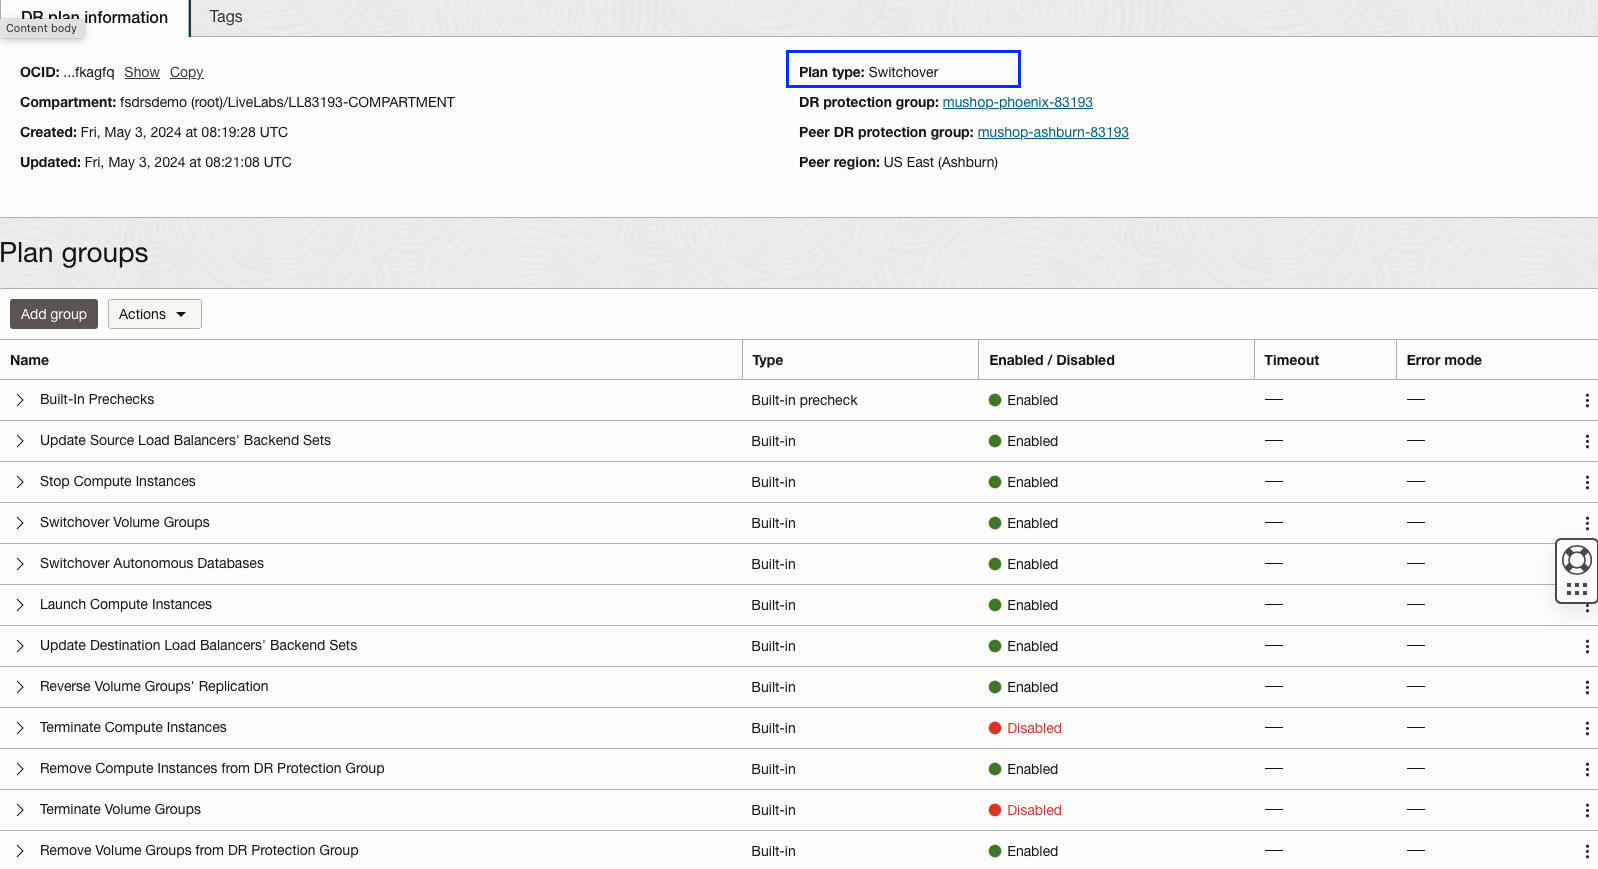 DR plan information Tags
Content body
OCID: ...fkagfq Show Copy
Compartment: fsdrsdemo (root)/LiveLabs/LL83193-COMPARTMENT
Created: Fri, May 3, 2024 at 08:19:28 UTC
Updated: Fri, May 3, 2024 at 08:21:08 UTC
Plan type: Switchover
DR protection group: mushop-phoenix-83193
Peer DR protection group: mushop-ashburn-83193
Peer region: US East (Ashburn)
Plan groups
Add group Actions
Name Type Enabled / Disabled Timeout Error mode
Built-In Prechecks Built-in precheck Enabled — —
Update Source Load Balancers' Backend Sets Built-in Enabled — —
Stop Compute Instances Built-in Enabled — —
Switchover Volume Groups Built-in Enabled — —
Switchover Autonomous Databases Built-in Enabled — —
Launch Compute Instances Built-in Enabled — —
Update Destination Load Balancers' Backend Sets Built-in Enabled — —
Reverse Volume Groups' Replication Built-in Enabled — —
Terminate Compute Instances Built-in Disabled — —
Remove Compute Instances from DR Protection Group Built-in Enabled — —
Terminate Volume Groups Built-in Disabled — —
Remove Volume Groups from DR Protection Group Built-in Enabled — —